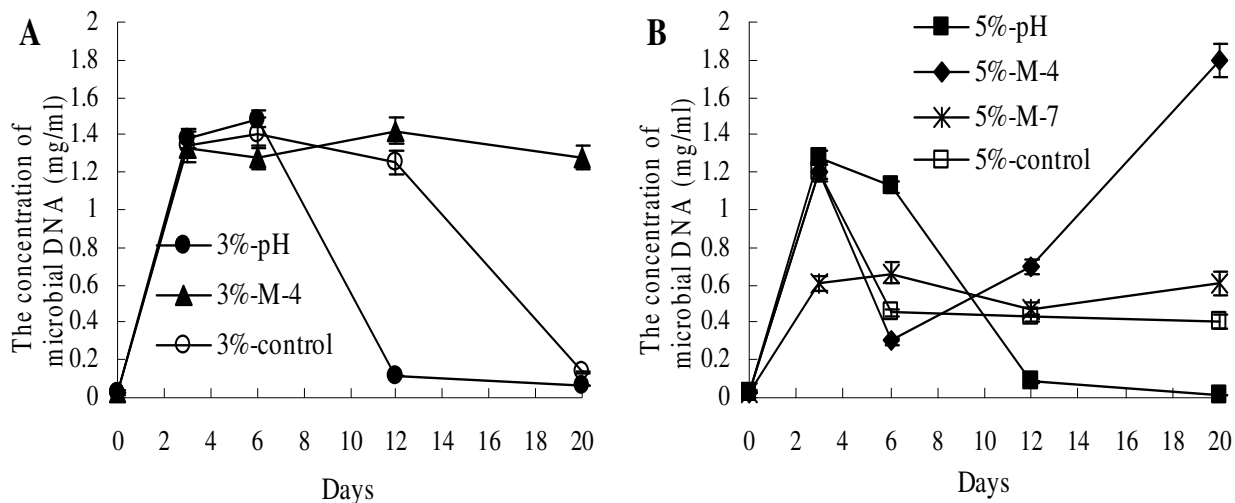 A
The concentration of
microbial DNA (mg/ml)
2
1.8
1.6
1.4
1.2
1
0.8
0.6
0.4
0.2
0
3%-pH
3%-M-4
3%-control
0 2 4 6 8 10 12 14 16 18 20
Days
B
The concentration of
microbial DNA (mg/ml)
2
1.8
1.6
1.4
1.2
1
0.8
0.6
0.4
0.2
0
5%-pH
5%-M-4
5%-M-7
5%-control
0 2 4 6 8 10 12 14 16 18 20
Days